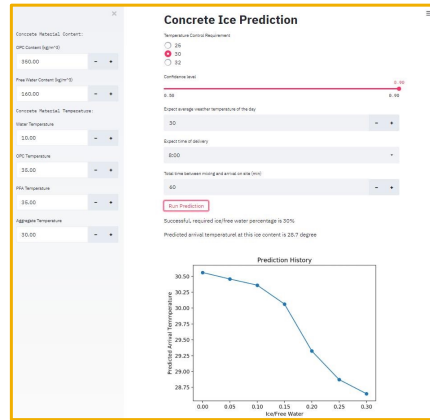 Concrete Material Content:
OPC Content (kg/m^3)
350.00
- +
Free Water Content (kg/m^3)
160.00
- +
Concrete Material Temperature:
Water Temperature
10.00
- +
OPC Temperature
35.00
- +
PFA Temperature
35.00
- +
Aggregate Temperature
30.00
- +
Concrete Ice Prediction
Temperature Control Requirement
25
30
32
Confidence level
0.90
0.50 0.90
Expect average weather temperature of the day
30
- +
Expect time of delivery
8:00
Total time between mixing and arrival on site (min)
60
- +
Run Prediction
Successful, required ice/free water percentage is 30%
Predicted arrival temperature at this ice content is 28.7 degree
Prediction History
Predicted Arrival Temperature
30.50
30.25
30.00
29.75
29.50
29.25
29.00
28.75
0.00 0.05 0.10 0.15 0.20 0.25 0.30
Ice/Free Water